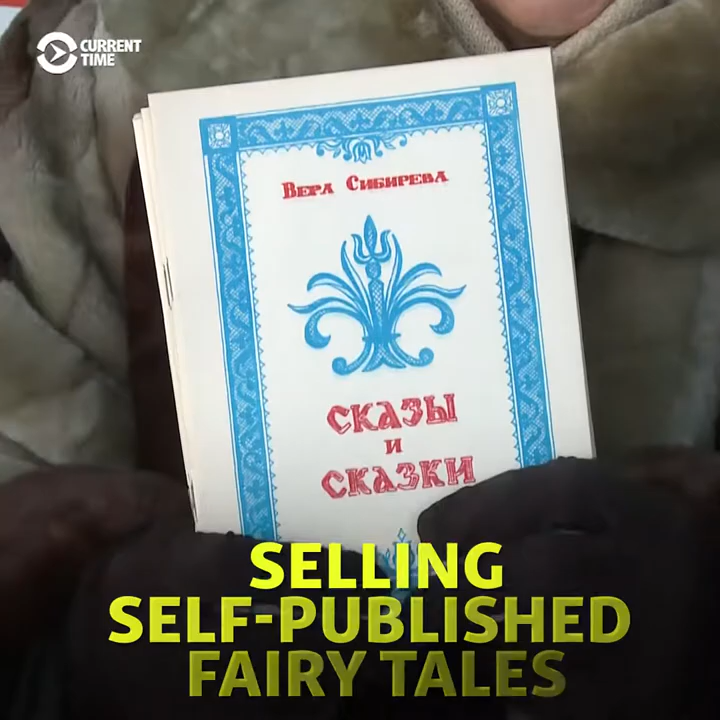 CURRENT
TIME
Вера Сибирева
сказы
и
сказки
SELLING
SELF-PUBLISHED
FAIRY TALES